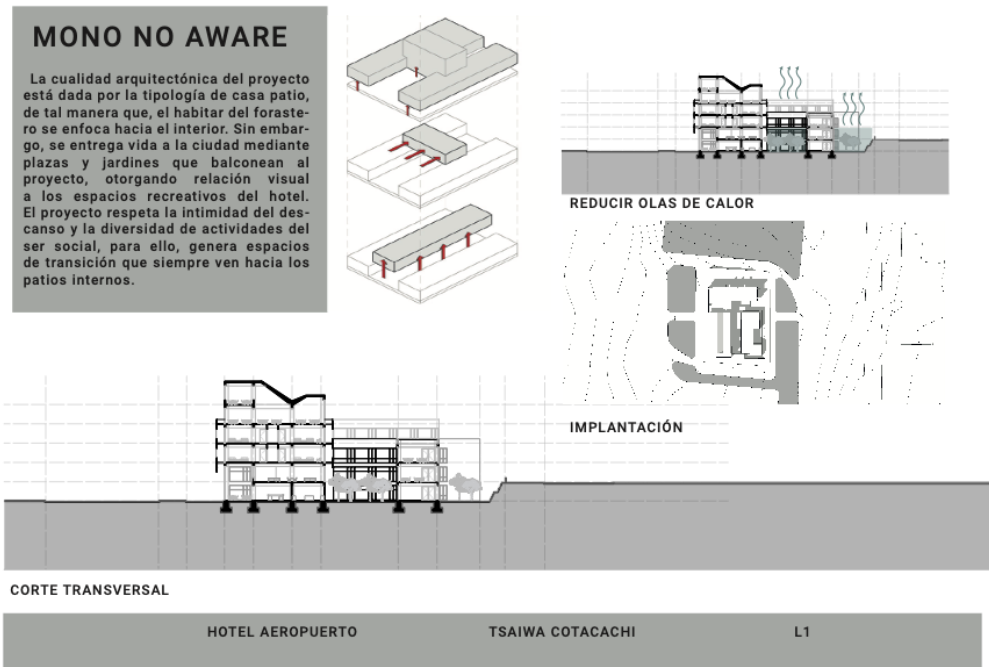 MONO NO AWARE
La cualidad arquitectónica del proyecto
está dada por la tipología de casa patio,
de tal manera que, el habitar del foraste-
ro se enfoca hacia el interior. Sin embar-
go, se entrega vida a la ciudad mediante
plazas y jardines que balconean al
proyecto, otorgando relación visual
a los espacios recreativos del hotel.
El proyecto respeta la intimidad del des-
canso y la diversidad de actividades del
ser social, para ello, genera espacios
de transición que siempre ven hacia los
patios internos.
REDUCIR OLAS DE CALOR
IMPLANTACIÓN
CORTE TRANSVERSAL
HOTEL AEROPUERTO
TSAIWA COTACACHI
L1